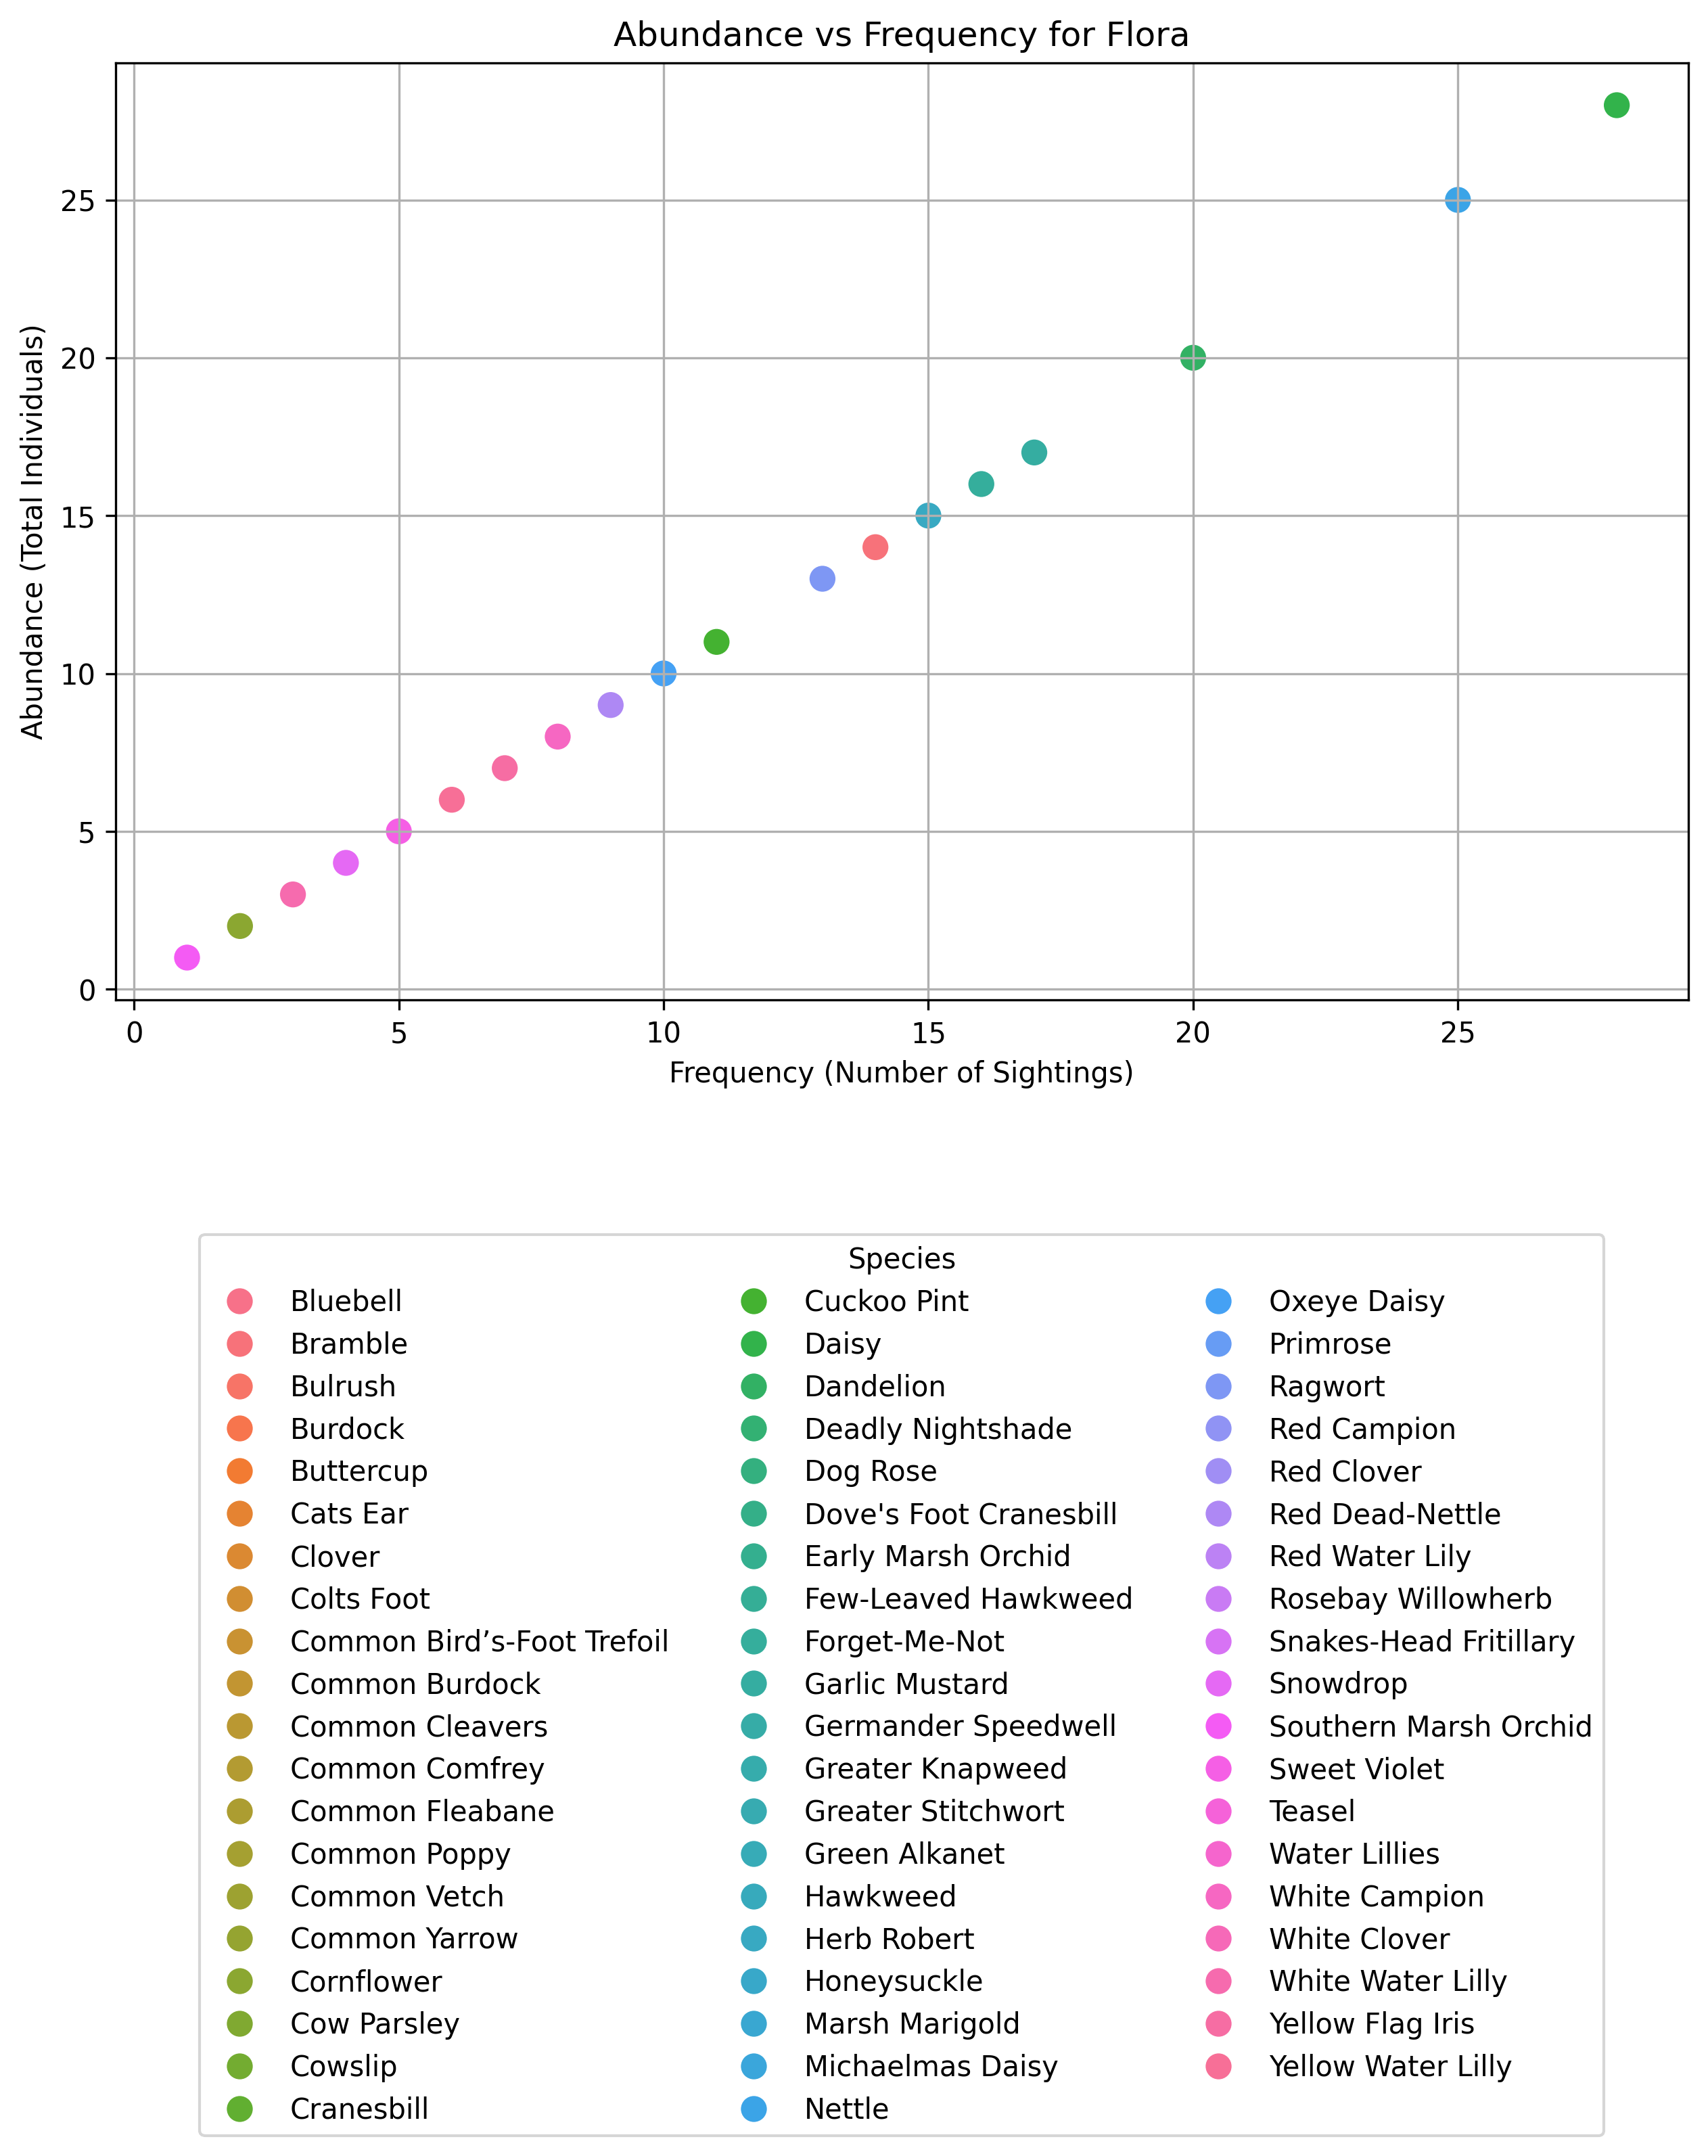 Abundance vs Frequency for Flora
Abundance (Total Individuals)
25
20
15
10
5
0
0 5 10 15 20 25
Frequency (Number of Sightings)
Species
Bluebell
Bramble
Bulrush
Burdock
Buttercup
Cats Ear
Clover
Colts Foot
Common Bird’s-Foot Trefoil
Common Burdock
Common Cleavers
Common Comfrey
Common Fleabane
Common Poppy
Common Vetch
Common Yarrow
Cornflower
Cow Parsley
Cowslip
Cranesbill
Cuckoo Pint
Daisy
Dandelion
Deadly Nightshade
Dog Rose
Dove's Foot Cranesbill
Early Marsh Orchid
Few-Leaved Hawkweed
Forget-Me-Not
Garlic Mustard
Germander Speedwell
Greater Knapweed
Greater Stitchwort
Green Alkanet
Hawkweed
Herb Robert
Honeysuckle
Marsh Marigold
Michaelmas Daisy
Nettle
Oxeye Daisy
Primrose
Ragwort
Red Campion
Red Clover
Red Dead-Nettle
Red Water Lily
Rosebay Willowherb
Snakes-Head Fritillary
Snowdrop
Southern Marsh Orchid
Sweet Violet
Teasel
Water Lillies
White Campion
White Clover
White Water Lilly
Yellow Flag Iris
Yellow Water Lilly